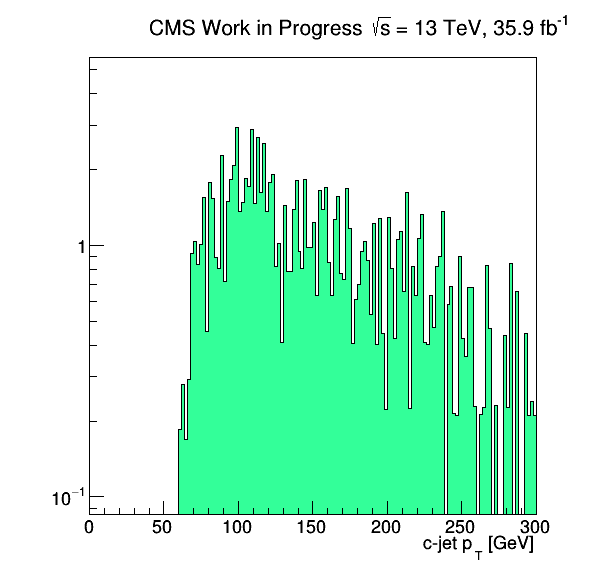 CMS Work in Progress √s = 13 TeV, 35.9 fb⁻¹
1
10⁻¹
0 50 100 150 200 250 300
c-jet p_T [GeV]